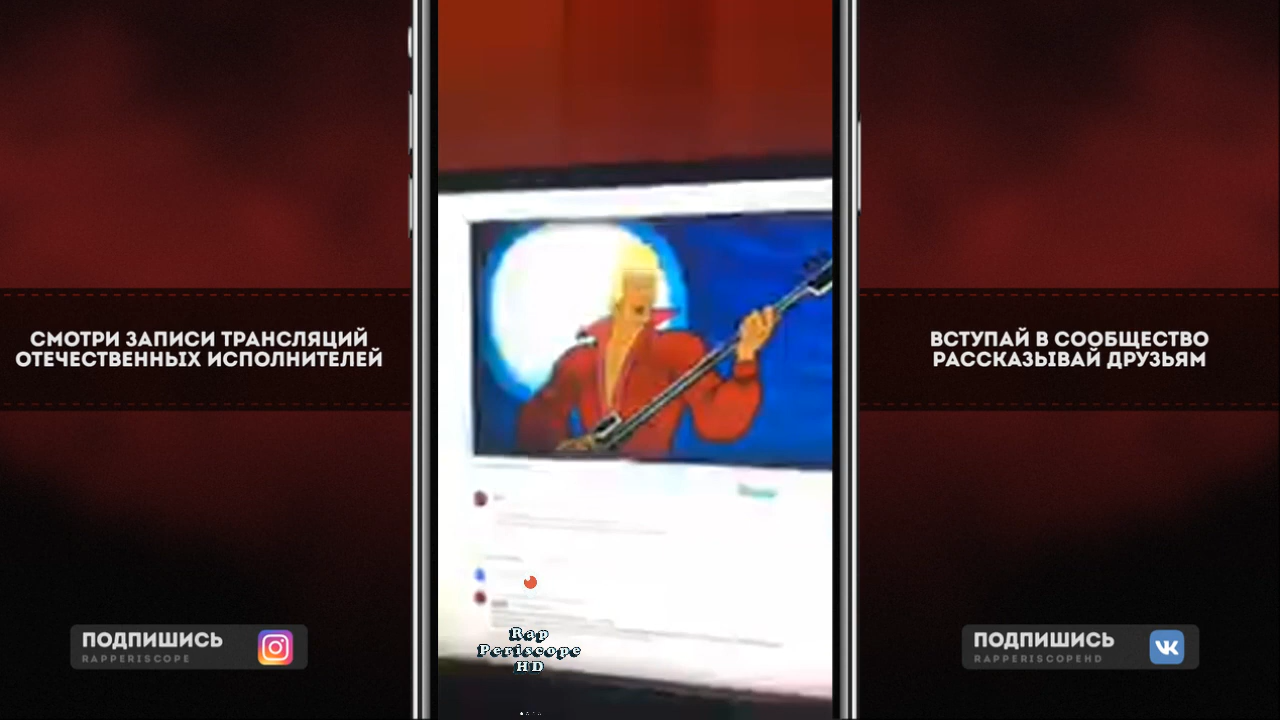 СМОТРИ ЗАПИСИ ТРАНСЛЯЦИЙ
ОТЕЧЕСТВЕННЫХ ИСПОЛНИТЕЛЕЙ
ВСТУПАЙ В СООБЩЕСТВО
РАССКАЗЫВАЙ ДРУЗЬЯМ
ПОДПИШИСЬ
RAPPERISCOPE
Rap
Periscope
HD
ПОДПИШИСЬ
RAPPERISCOPEHD